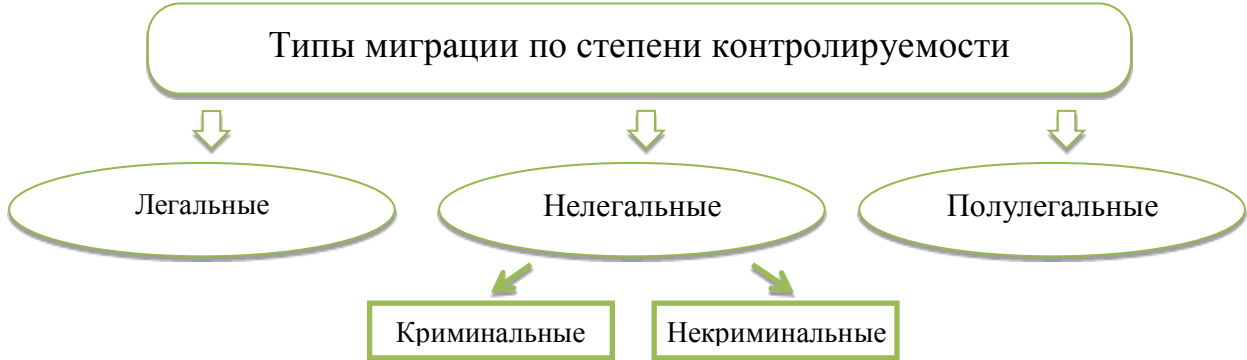 Типы миграции по степени контролируемости
Легальные
Нелегальные
Полулегальные
Криминальные
Некриминальные